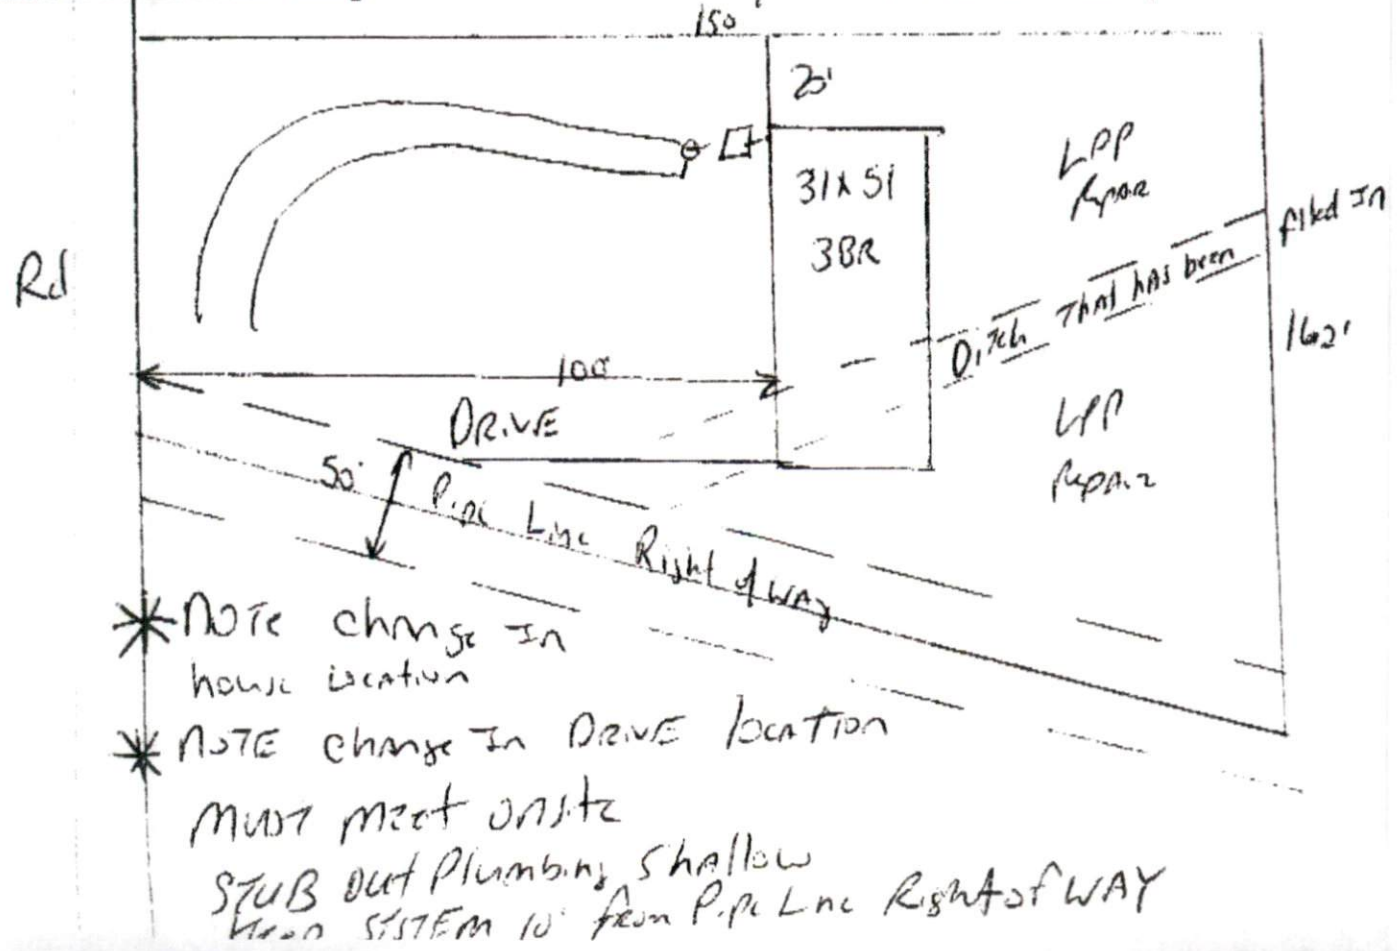 150'
20'
31 x 51
3BR
LPP
Repair
Ditch That has been filled In
Rd
162'
100'
DRIVE
LPP
Repair
50'
Pipe Line Right of WAY
NOTE change In
house location
NOTE change In DRIVE location
MUST meet onsite
STUB out Plumbing shallow
Keep SYSTEM 10' from Pipe Line Right of WAY